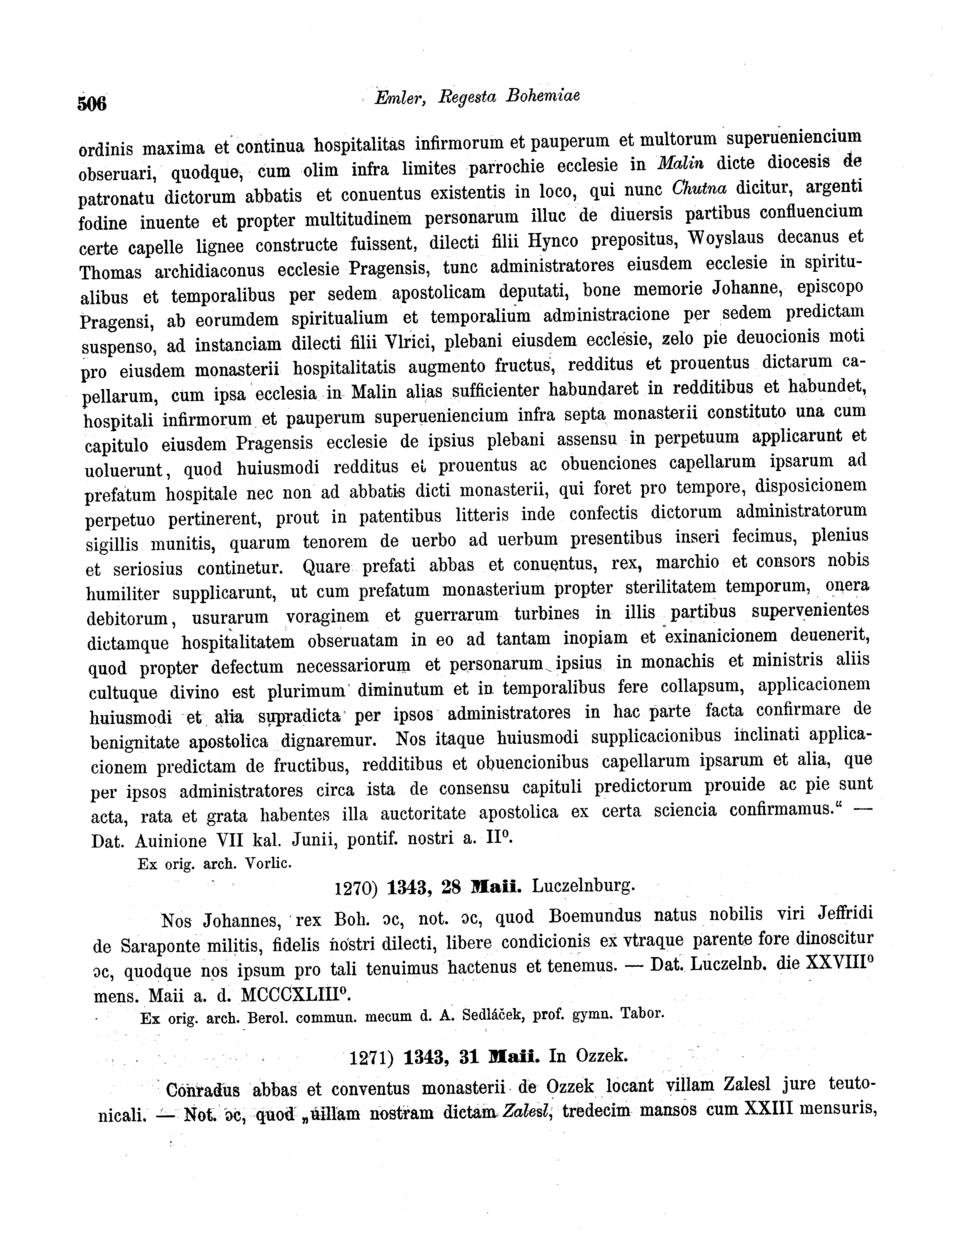 506
Emler, Regesta Bohemiae
ordinis maxima et continua hospitalitas infirmorum et pauperum et multorum superueniencium
obseruari, quodque, cum olim infra limites parrochie ecclesie in Malin dicte diocesis de
patronatu dictorum abbatis et conuentus existentis in loco, qui nunc Chutna dicitur, argenti
fodine inuente et propter multitudinem personarum illuc de diuersis partibus confluencium
certe capelle lignee constructe fuissent, dilecti filii Hynco prepositus, Woyslaus decanus et
Thomas archidiaconus ecclesie Pragensis, tunc administratores eiusdem ecclesie in spiritu-
alibus et temporalibus per sedem apostolicam deputati, bone memorie Johanne, episcopo
Pragensi, ab eorumdem spiritualium et temporalium administracione per sedem predictam
suspenso, ad instanciam dilecti filii Vlrici, plebani eiusdem ecclesie, zelo pie deuocionis moti
pro eiusdem monasterii hospitalitatis augmento fructus, redditus et prouentus dictarum ca-
pellarum, cum ipsa ecclesia in Malin alias sufficienter habundaret in redditibus et habundet,
hospitali infirmorum et pauperum superueniencium infra septa monasterii constituto una cum
capitulo eiusdem Pragensis ecclesie de ipsius plebani assensu in perpetuum applicarunt et
uoluerunt, quod huiusmodi redditus et prouentus ac obuenciones capellarum ipsarum ad
prefatum hospitale nec non ad abbatis dicti monasterii, qui foret pro tempore, disposicionem
perpetuo pertinerent, prout in patentibus litteris inde confectis dictorum administratorum
sigillis munitis, quarum tenorem de uerbo ad uerbum presentibus inseri fecimus, plenius
et seriosius continetur. Quare prefati abbas et conuentus, rex, marchio et consors nobis
humiliter supplicarunt, ut cum prefatum monasterium propter sterilitatem temporum, onera
debitorum, usurarum voraginem et guerrarum turbines in illis partibus supervenientes
dictamque hospitalitatem obseruatam in eo ad tantam inopiam et exinanicionem deuenerit,
quod propter defectum necessariorum et personarum ipsius in monachis et ministris aliis
cultuque divino est plurimum diminutum et in temporalibus fere collapsum, applicacionem
huiusmodi et alia supradicta per ipsos administratores in hac parte facta confirmare de
benignitate apostolica dignaremur. Nos itaque huiusmodi supplicacionibus inclinati applica-
cionem predictam de fructibus, redditibus et obuencionibus capellarum ipsarum et alia, que
per ipsos administratores circa ista de consensu capituli predictorum prouide ac pie sunt
acta, rata et grata habentes illa auctoritate apostolica ex certa sciencia confirmamus.“ —
Dat. Auinione VII kal. Junii, pontif. nostri a. II⁰.
Ex orig. arch. Vorlic.
1270) 1343, 28 Maii. Luczelnburg.
Nos Johannes, rex Boh. ↄc, not. ↄc, quod Boemundus natus nobilis viri Jeffridi
de Saraponte militis, fidelis nostri dilecti, libere condicionis ex vtraque parente fore dinoscitur
ↄc, quodque nos ipsum pro tali tenuimus hactenus et tenemus. — Dat. Luczelnb. die XXVIII⁰
mens. Maii a. d. MCCCXLIII⁰.
Ex orig. arch. Berol. commun. mecum d. A. Sedláček, prof. gymn. Tabor.
1271) 1343, 31 Maii. In Ozzek.
Conradus abbas et conventus monasterii de Ozzek locant villam Zalesl jure teuto-
nicali. — Not. ↄc, quod „uillam nostram dictam Zalesl, tredecim mansos cum XXIII mensuris,